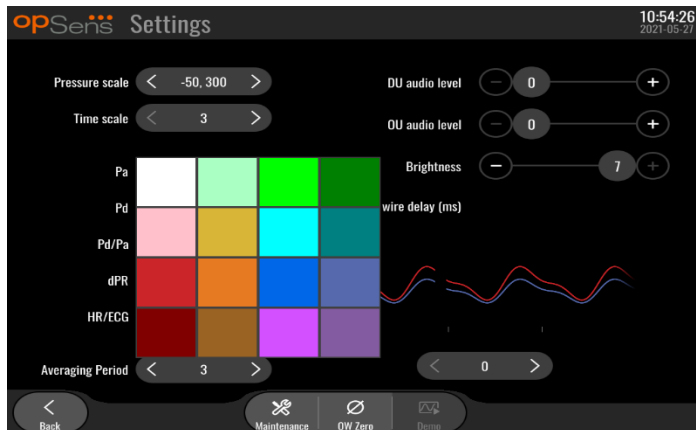 opSens Settings
10:54:26
2021-05-27
Pressure scale < -50, 300 >
Time scale < 3 >
Pa
Pd
Pd/Pa
dPR
HR/ECG
Averaging Period < 3 >
DU audio level - 0 +
OU audio level - 0 +
Brightness - 7 +
wire delay (ms)
< 0 >
< Back
Maintenance
OW Zero
Demo